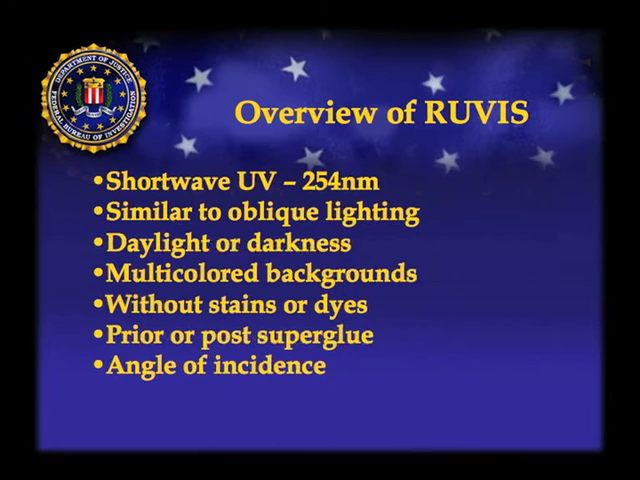 DEPARTMENT OF JUSTICE
FEDERAL BUREAU OF INVESTIGATION
Overview of RUVIS
•Shortwave UV – 254nm
•Similar to oblique lighting
•Daylight or darkness
•Multicolored backgrounds
•Without stains or dyes
•Prior or post superglue
•Angle of incidence